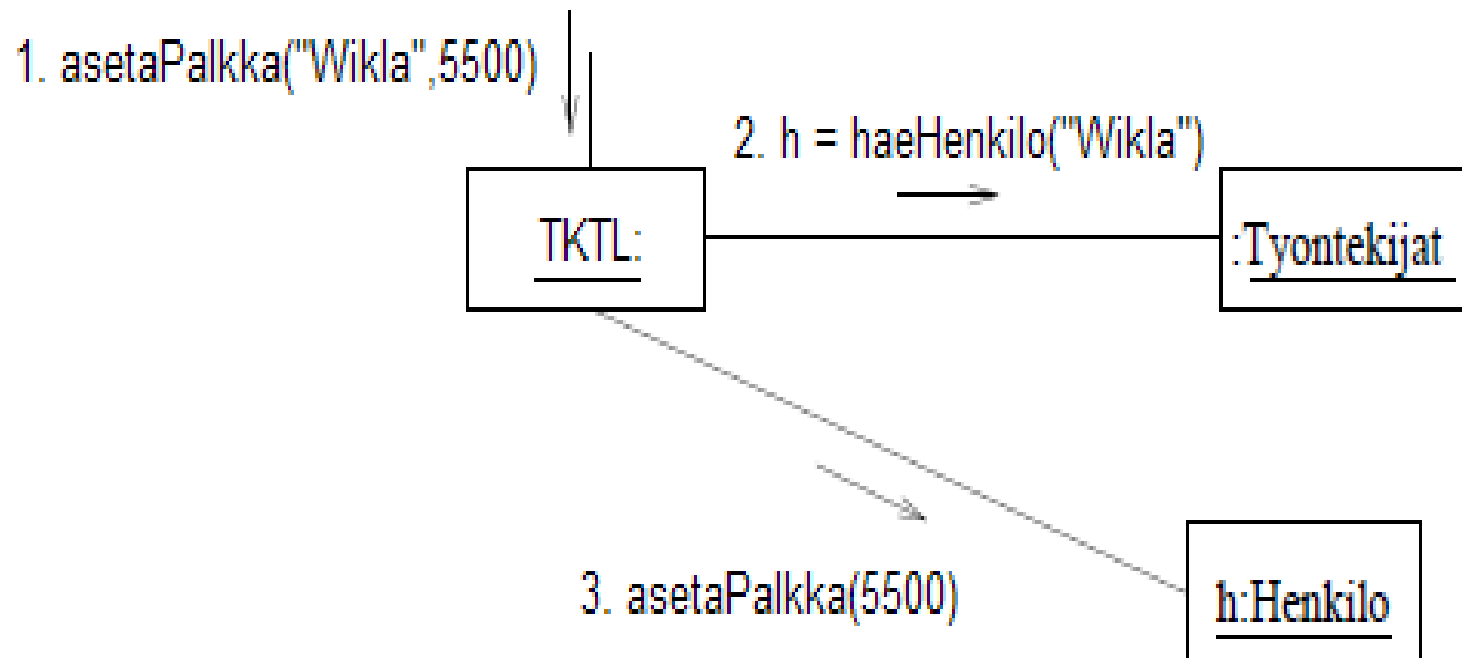 1. asetaPalkka("Wikla",5500)
2. h = haeHenkilo("Wikla")
TKTL:
:Tyontekijat
3. asetaPalkka(5500)
h:Henkilo